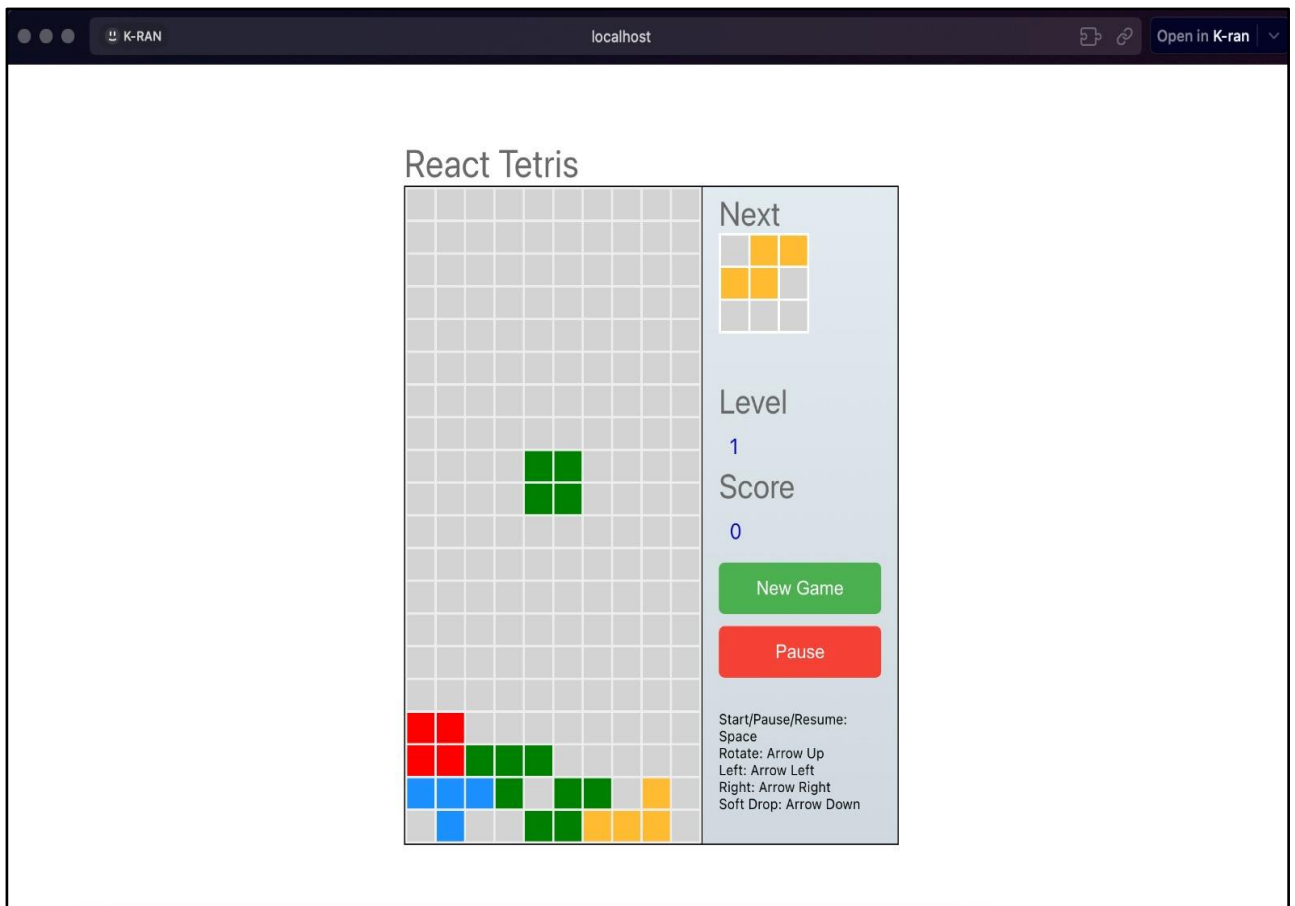 K-RAN
localhost
Open in K-ran
React Tetris
Next
Level
1
Score
0
New Game
Pause
Start/Pause/Resume:
Space
Rotate: Arrow Up
Left: Arrow Left
Right: Arrow Right
Soft Drop: Arrow Down